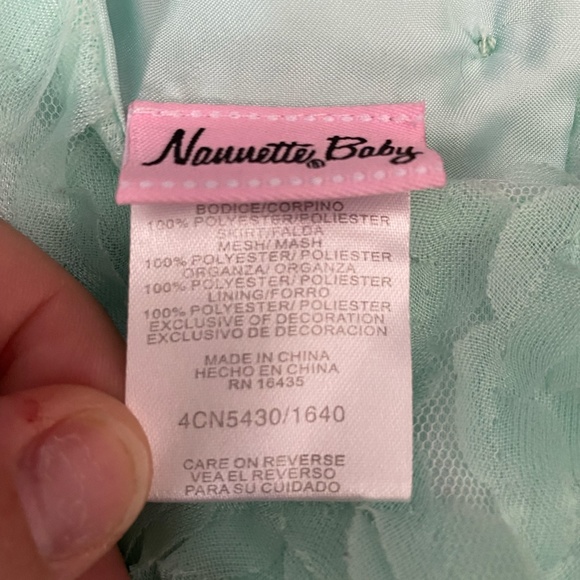 Nannette Baby
BODICE/CORPINO
100% POLYESTER/POLIESTER
SKIRT/FALDA
MESH/MASH
100% POLYESTER/POLIESTER
ORGANZA/ORGANZA
100% POLYESTER/POLIESTER
LINING/FORRO
100% POLYESTER/POLIESTER
EXCLUSIVE OF DECORATION
EXCLUSIVO DE DECORATION
MADE IN CHINA
HECHO EN CHINA
RN 16435
4CN5430/1640
CARE ON REVERSE
VEA EL REVERSO
PARA SU CUIDADO